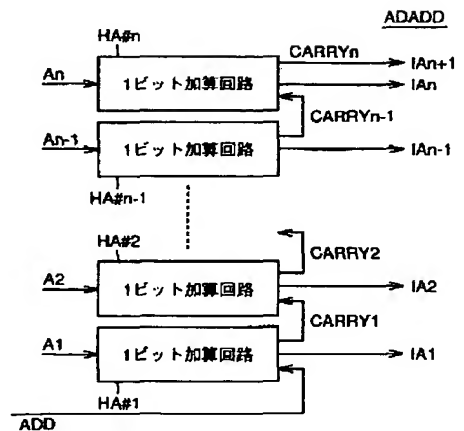 ADADD
HA#n
CARRYn
IAn+1
An
1ビット加算回路
IAn
CARRYn-1
An-1
1ビット加算回路
IAn-1
HA#n-1
HA#2
CARRY2
A2
1ビット加算回路
IA2
CARRY1
A1
1ビット加算回路
IA1
HA#1
ADD